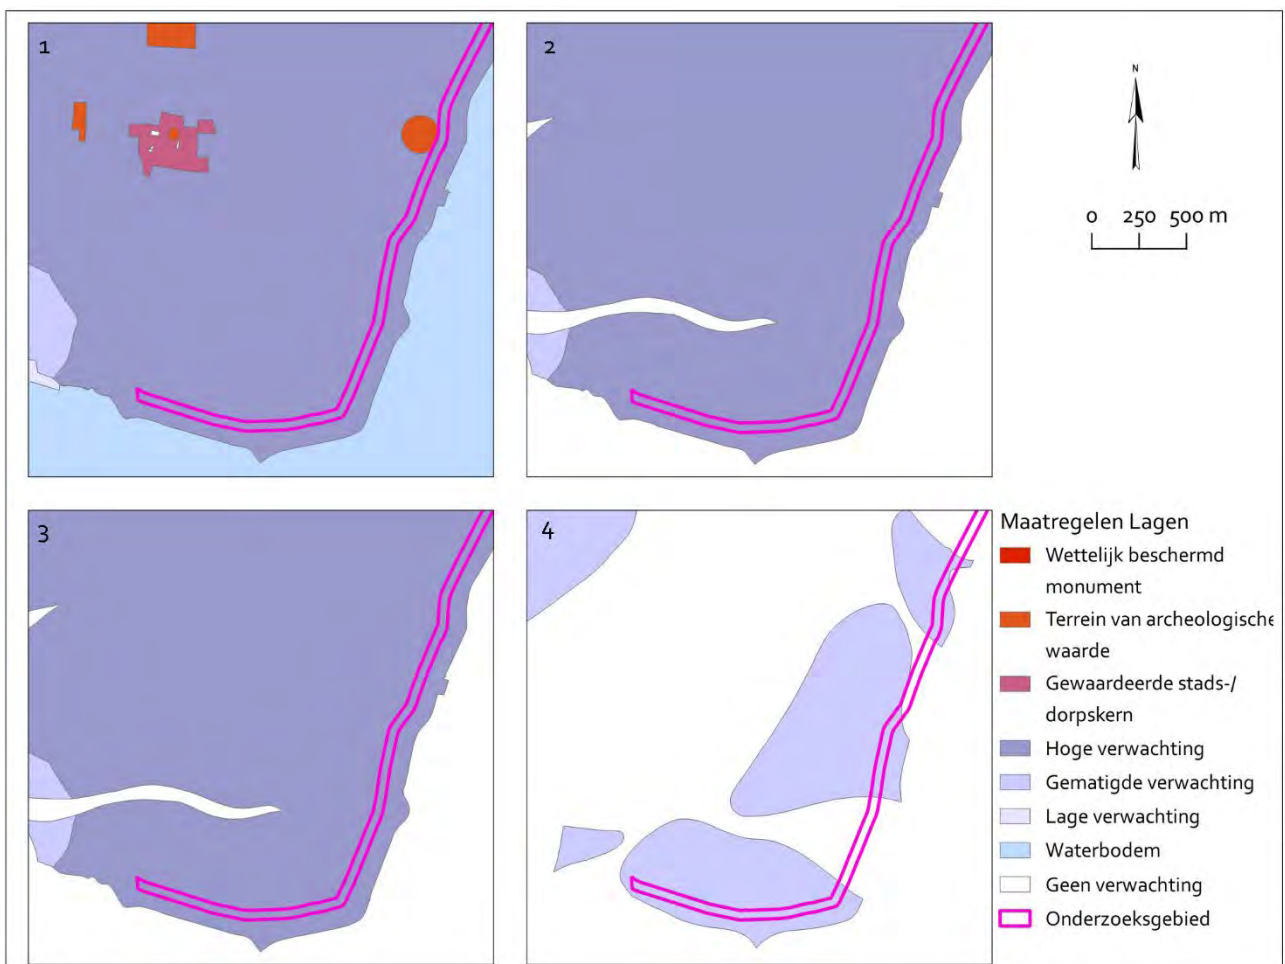 1
2
N
0 250 500 m
3
4
Maatregelen Lagen
Wettelijk beschermd
monument
Terrein van archeologische
waarde
Gewaardeerde stads-/
dorpskern
Hoge verwachting
Gematigde verwachting
Lage verwachting
Waterbodem
Geen verwachting
Onderzoeksgebied